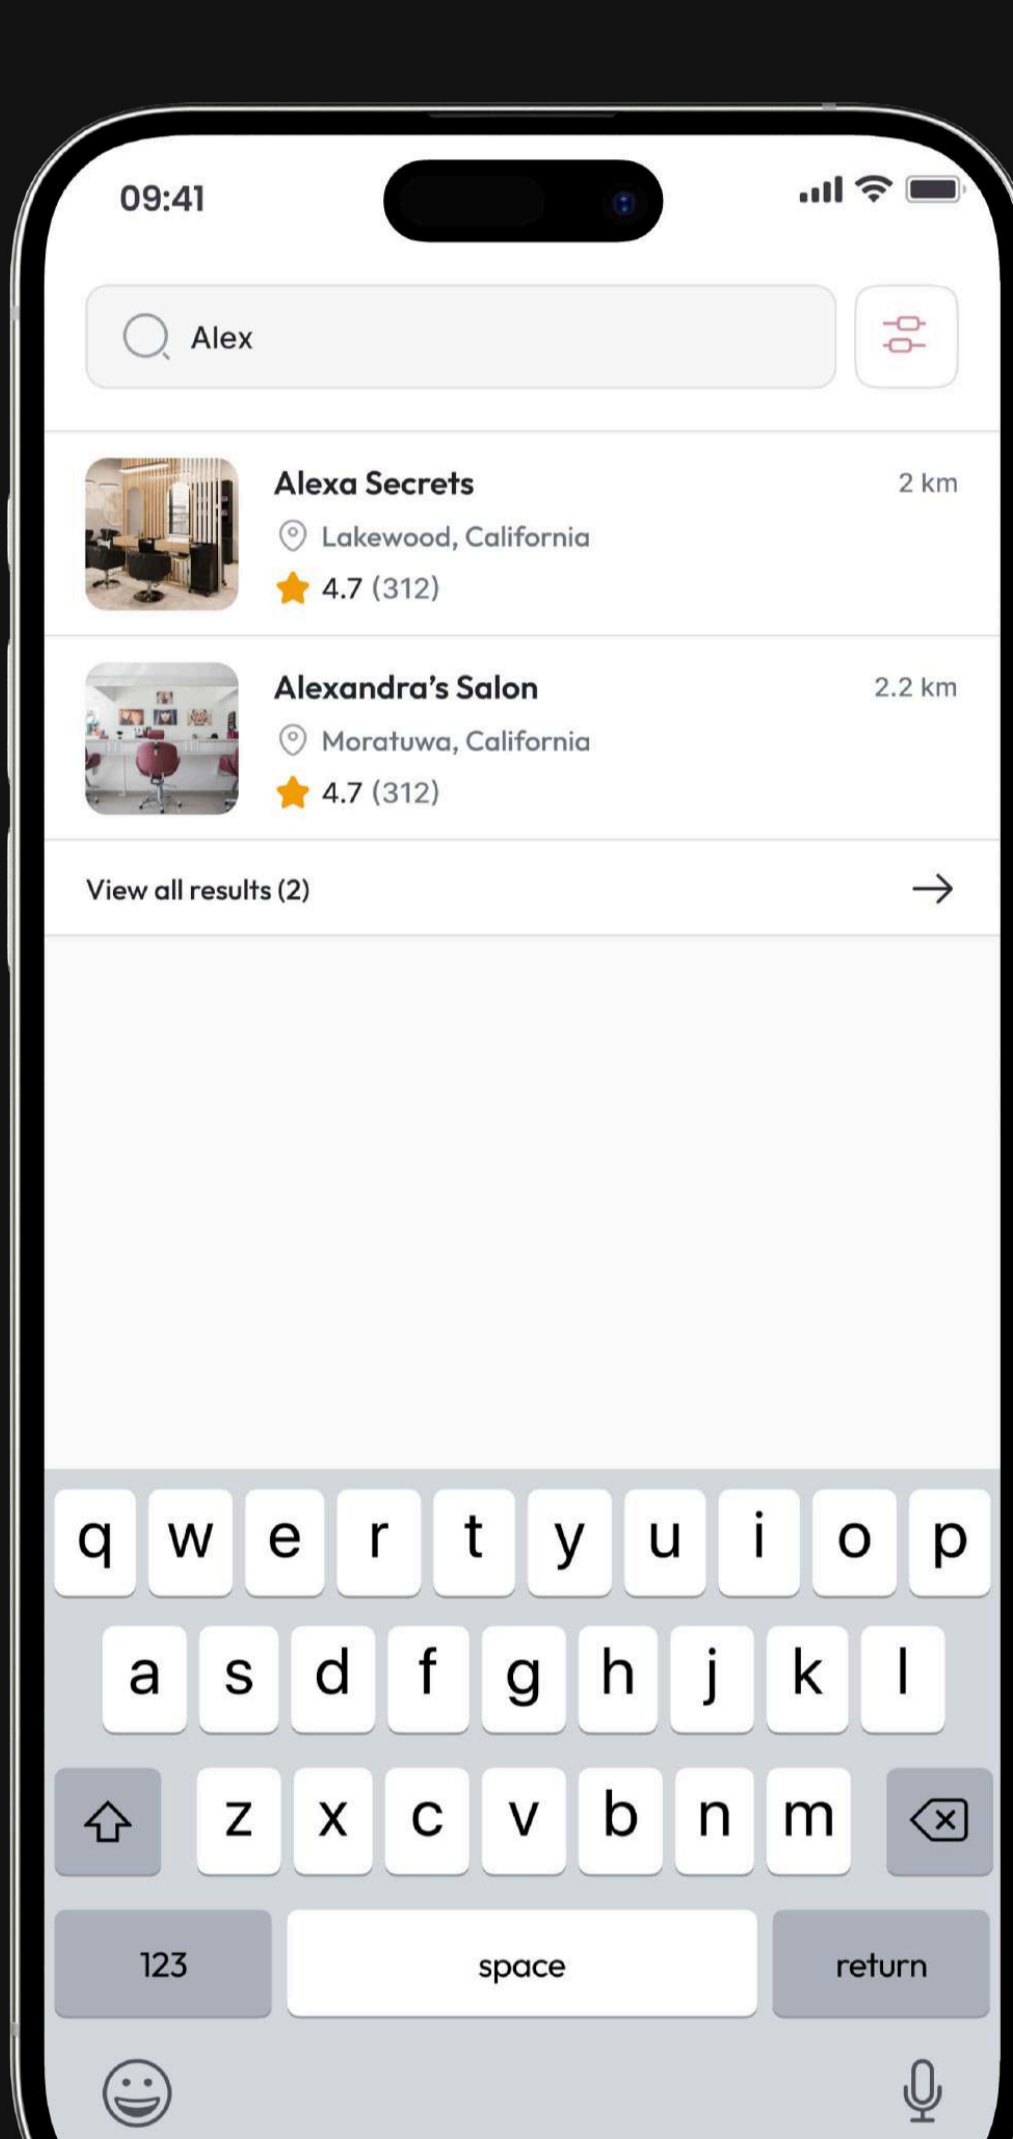 09:41
Alex
Alexa Secrets
2 km
Lakewood, California
4.7 (312)
Alexandra’s Salon
2.2 km
Moratuwa, California
4.7 (312)
View all results (2)
q w e r t y u i o p
a s d f g h j k l
z x c v b n m
123 space return